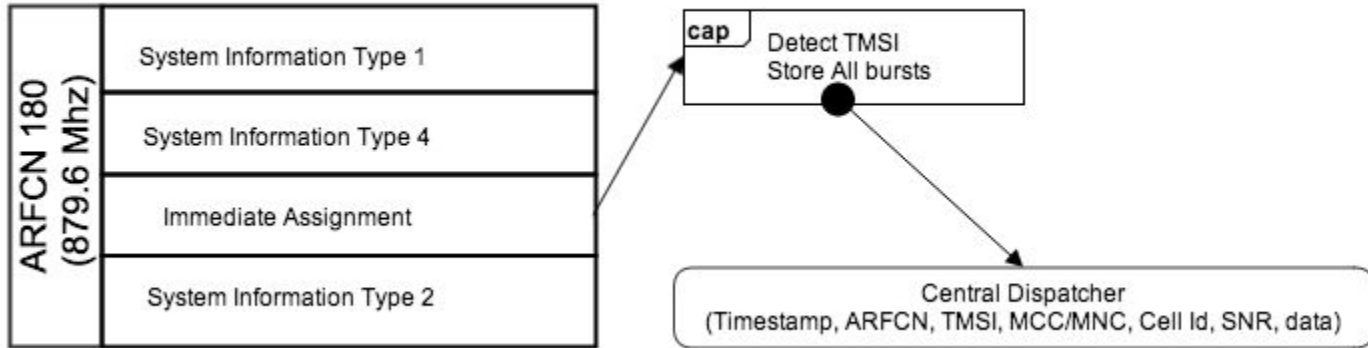 ARFCN 180
(879.6 Mhz)
System Information Type 1
System Information Type 4
Immediate Assignment
System Information Type 2
cap
Detect TMSI
Store All bursts
Central Dispatcher
(Timestamp, ARFCN, TMSI, MCC/MNC, Cell Id, SNR, data)